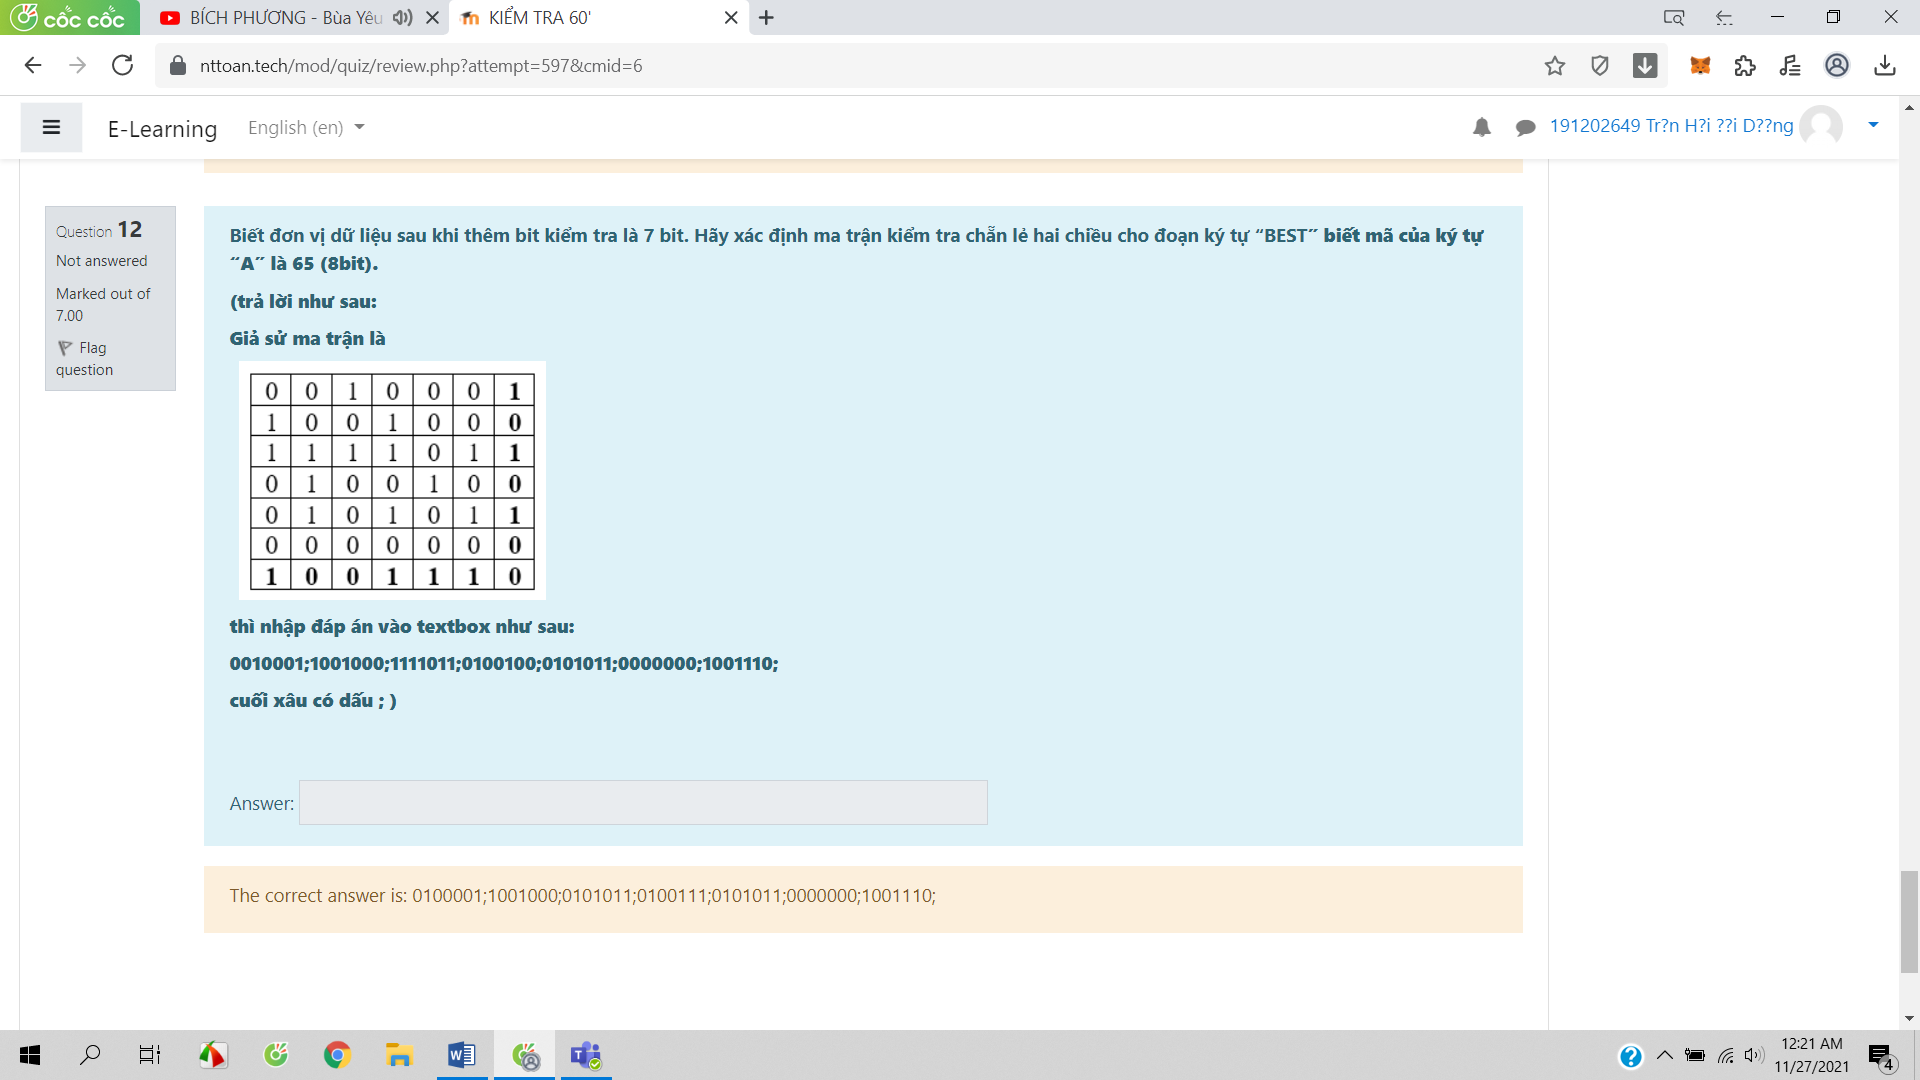 cốc cốc
BÍCH PHƯƠNG - Bùa Yêu
KIỂM TRA 60'
nttoan.tech/mod/quiz/review.php?attempt=597&cmid=6
E-Learning
English (en)
191202649 Tr?n H?i ??i D??ng
Question 12
Not answered
Marked out of
7.00
Flag
question
Biết đơn vị dữ liệu sau khi thêm bit kiểm tra là 7 bit. Hãy xác định ma trận kiểm tra chẵn lẻ hai chiều cho đoạn ký tự “BEST” biết mã của ký tự
“A” là 65 (8bit).
(trả lời như sau:
Giả sử ma trận là
0 0 1 0 0 0 1
1 0 0 1 0 0 0
1 1 1 1 0 1 1
0 1 0 0 1 0 0
0 1 0 1 0 1 1
0 0 0 0 0 0 0
1 0 0 1 1 1 0
thì nhập đáp án vào textbox như sau:
0010001;1001000;1111011;0100100;0101011;0000000;1001110;
cuối xâu có dấu ; )
Answer:
The correct answer is: 0100001;1001000;0101011;0100111;0101011;0000000;1001110;
12:21 AM
11/27/2021
4